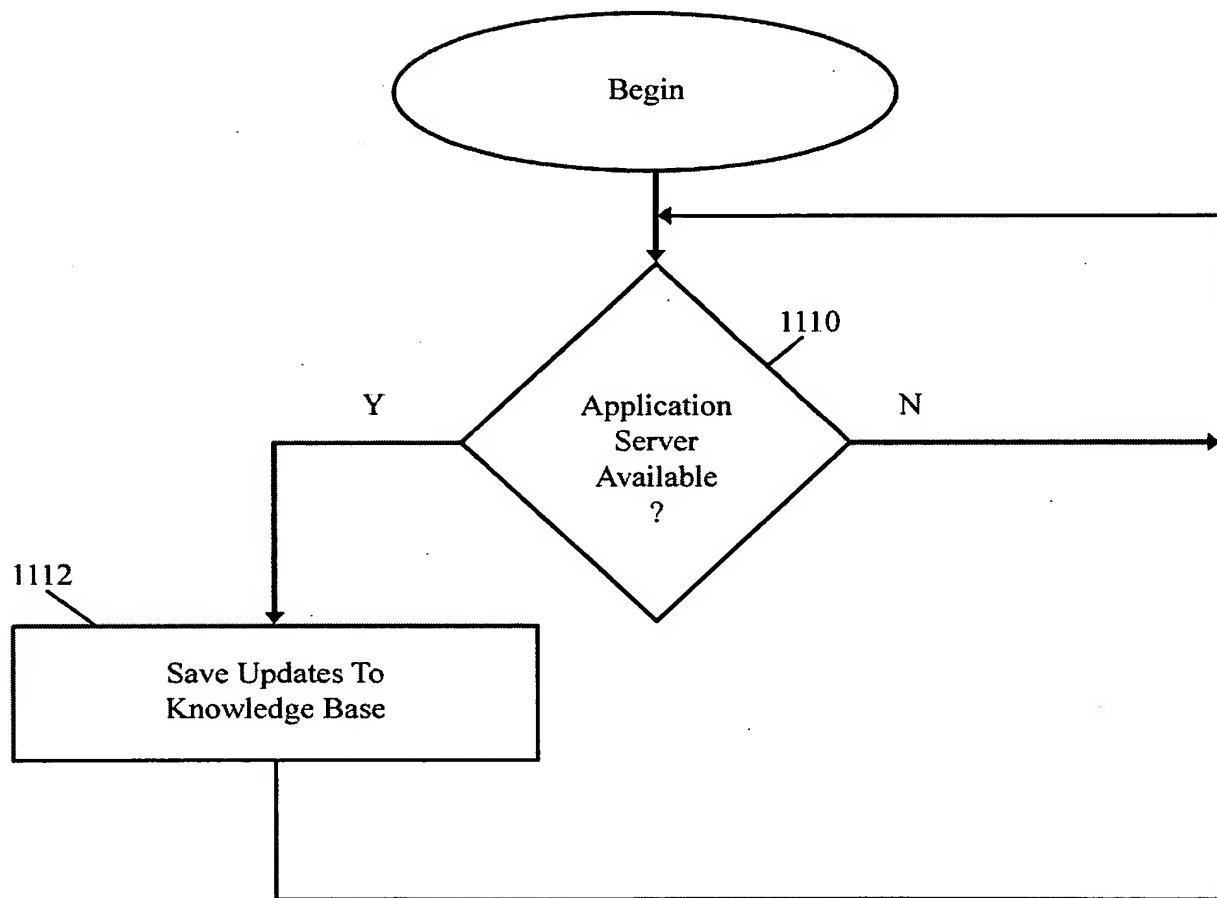 Begin
1110
Y
Application
Server
Available
?
N
1112
Save Updates To
Knowledge Base